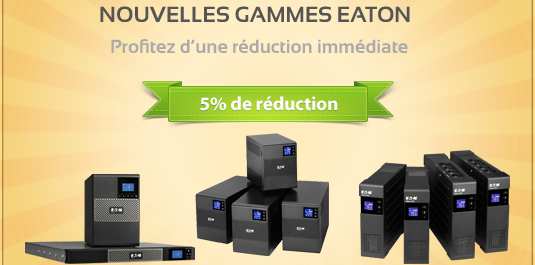 NOUVELLES GAMMES EATON
Profitez d'une réduction immédiate
5% de réduction